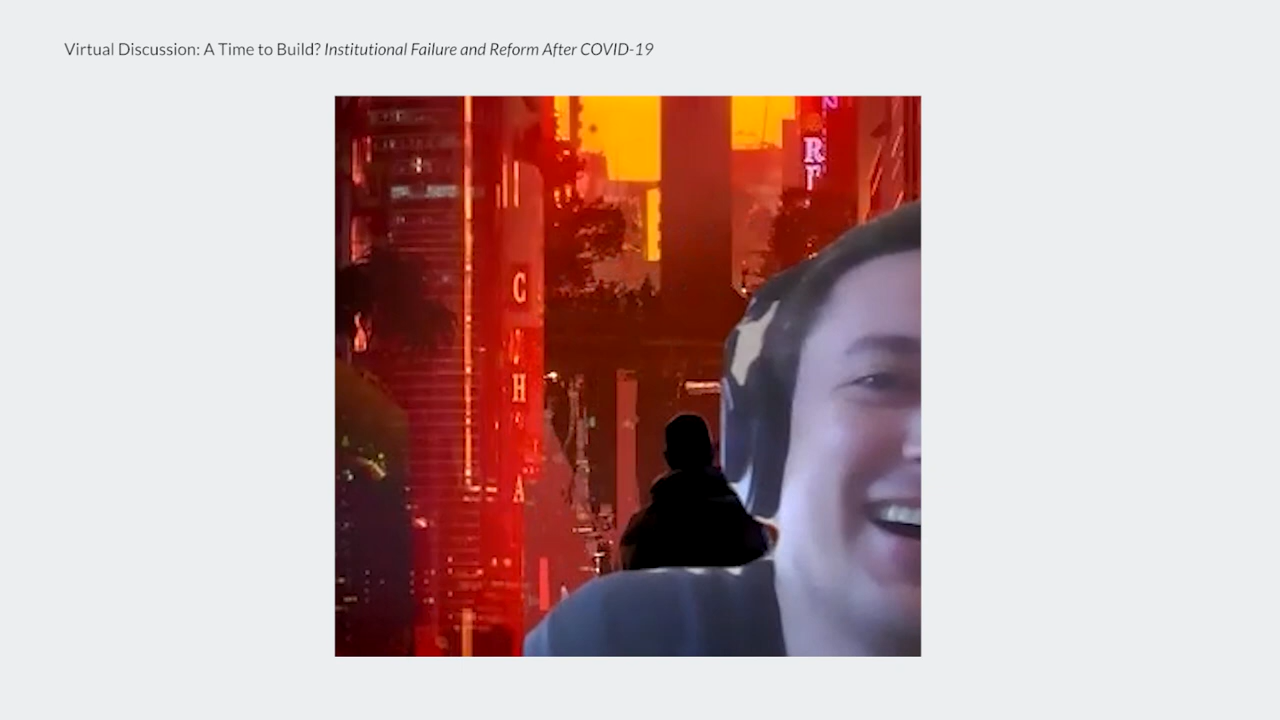 Virtual Discussion: A Time to Build? Institutional Failure and Reform After COVID-19
R
C
H
A